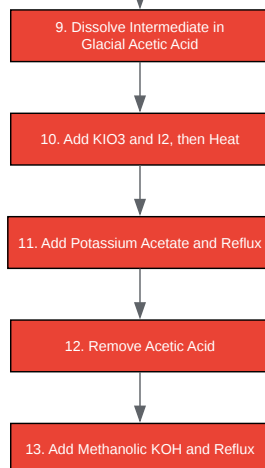 9. Dissolve Intermediate in
Glacial Acetic Acid
10. Add KIO3 and I2, then Heat
11. Add Potassium Acetate and Reflux
12. Remove Acetic Acid
13. Add Methanolic KOH and Reflux